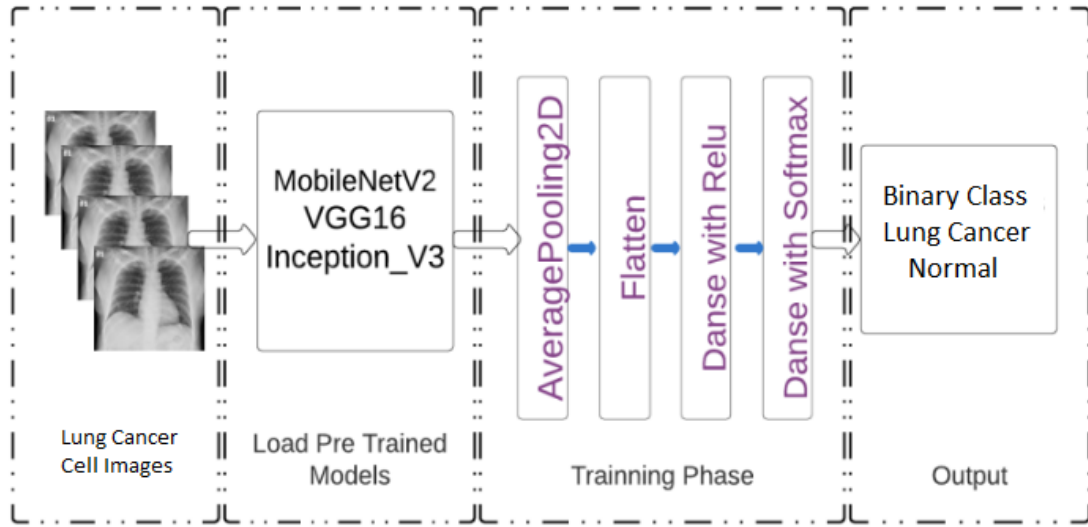 Lung Cancer
Cell Images
MobileNetV2
VGG16
Inception_V3
Load Pre Trained
Models
AveragePooling2D
Flatten
Danse with Relu
Danse with Softmax
Trainning Phase
Binary Class
Lung Cancer
Normal
Output